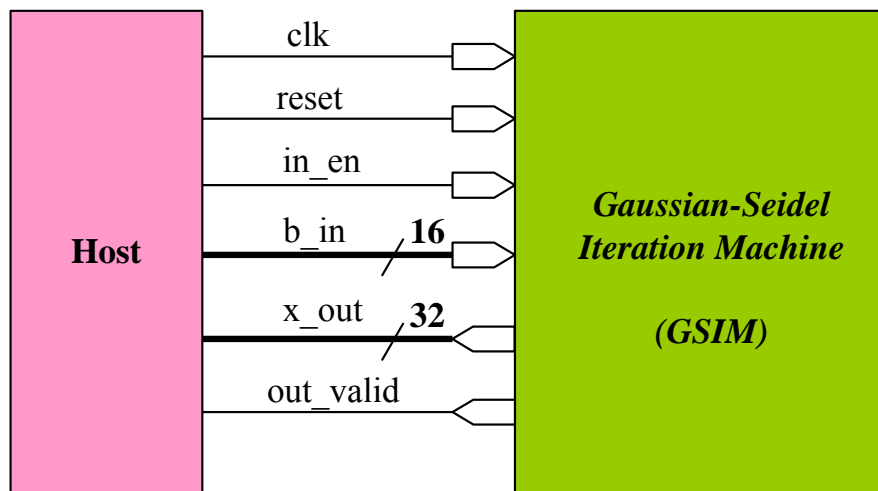 clk
reset
in_en
b_in 16
x_out 32
out_valid
Host
Gaussian-Seidel
Iteration Machine
(GSIM)